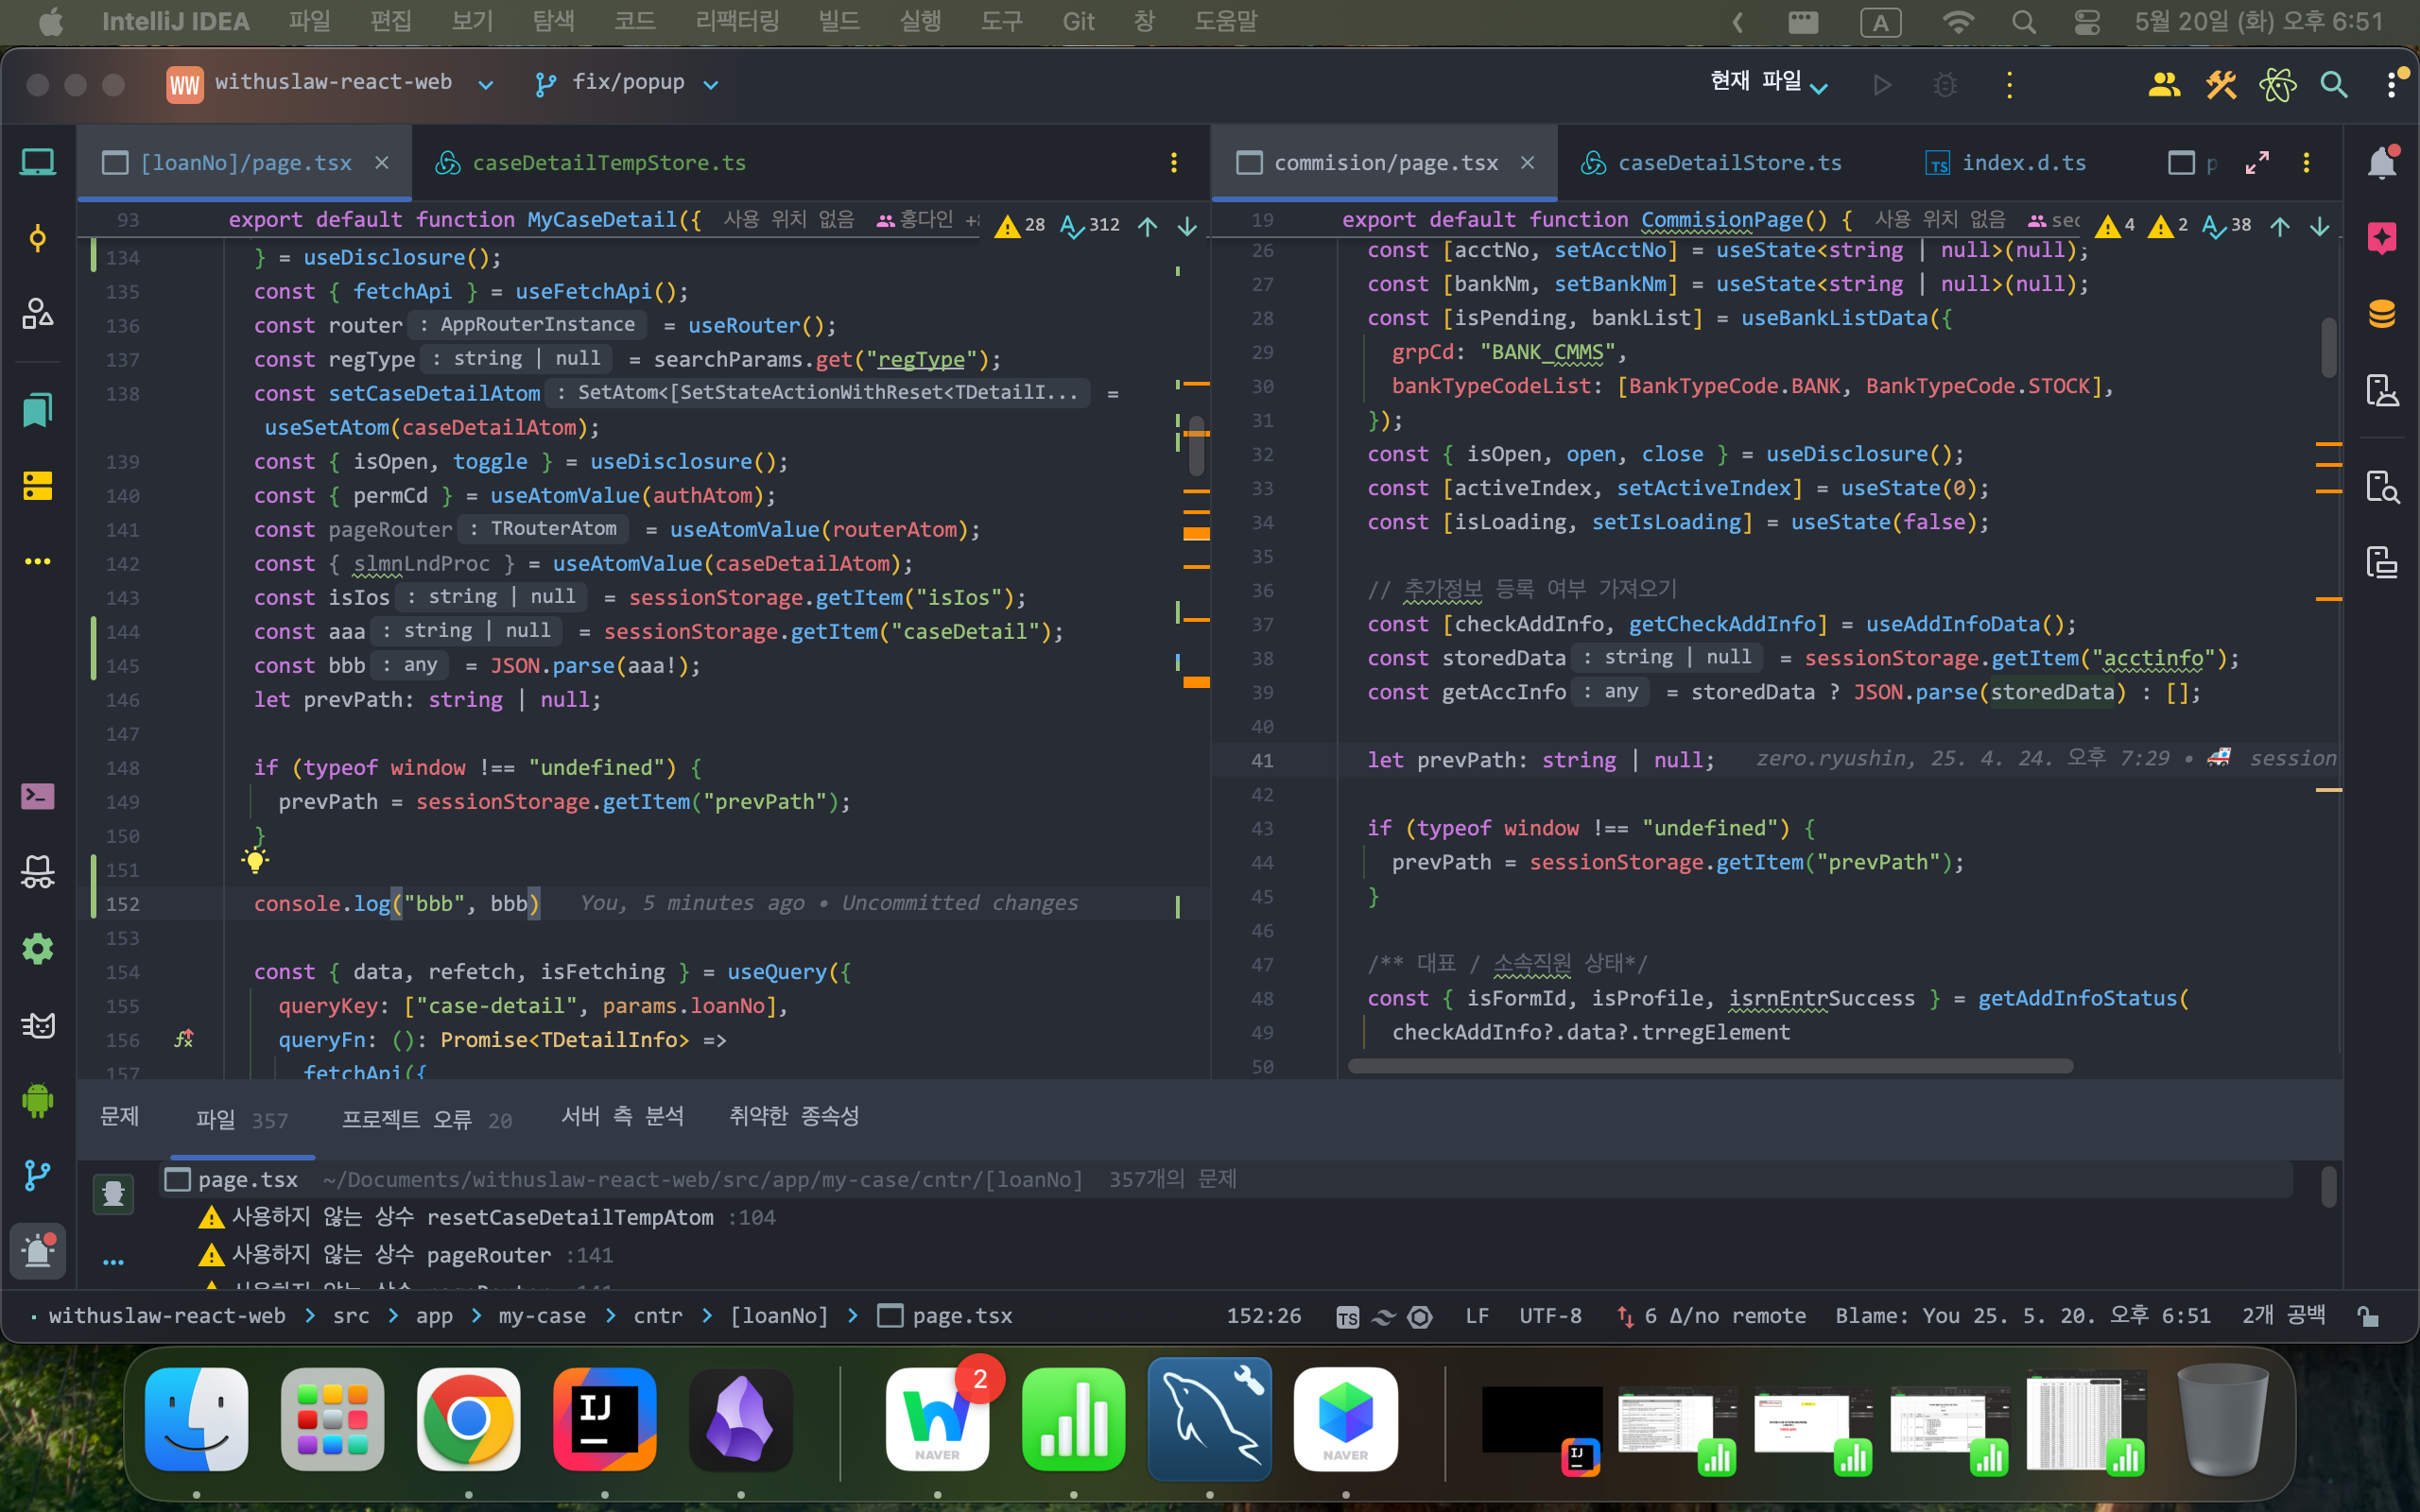 IntelliJ IDEA 파일 편집 보기 탐색 코드 리팩터링 빌드 실행 도구 Git 창 도움말 A 5월 20일 (화) 오후 6:51
WW withuslaw-react-web fix/popup 현재 파일
[loanNo]/page.tsx caseDetailTempStore.ts
93 export default function MyCaseDetail({ 사용 위치 없음 홍다인 28 312
134 } = useDisclosure();
135 const { fetchApi } = useFetchApi();
136 const router : AppRouterInstance = useRouter();
137 const regType : string | null = searchParams.get("regType");
138 const setCaseDetailAtom : SetAtom<[SetStateActionWithReset<TDetailI... =
useSetAtom(caseDetailAtom);
139 const { isOpen, toggle } = useDisclosure();
140 const { permCd } = useAtomValue(authAtom);
141 const pageRouter : TRouterAtom = useAtomValue(routerAtom);
142 const { slmnLndProc } = useAtomValue(caseDetailAtom);
143 const isIos : string | null = sessionStorage.getItem("isIos");
144 const aaa : string | null = sessionStorage.getItem("caseDetail");
145 const bbb : any = JSON.parse(aaa!);
146 let prevPath: string | null;
147
148 if (typeof window !== "undefined") {
149 prevPath = sessionStorage.getItem("prevPath");
150 }
151
152 console.log("bbb", bbb) You, 5 minutes ago • Uncommitted changes
153
154 const { data, refetch, isFetching } = useQuery({
155 queryKey: ["case-detail", params.loanNo],
156 queryFn: (): Promise<TDetailInfo> =>
157 fetchApi({
commision/page.tsx caseDetailStore.ts TS index.d.ts p
19 export default function CommisionPage() { 사용 위치 없음 sec 4 2 38
26 const [acctNo, setAcctNo] = useState<string | null>(null);
27 const [bankNm, setBankNm] = useState<string | null>(null);
28 const [isPending, bankList] = useBankListData({
29 grpCd: "BANK_CMMS",
30 bankTypeCodeList: [BankTypeCode.BANK, BankTypeCode.STOCK],
31 });
32 const { isOpen, open, close } = useDisclosure();
33 const [activeIndex, setActiveIndex] = useState(0);
34 const [isLoading, setIsLoading] = useState(false);
35
36 // 추가정보 등록 여부 가져오기
37 const [checkAddInfo, getCheckAddInfo] = useAddInfoData();
38 const storedData : string | null = sessionStorage.getItem("acctinfo");
39 const getAccInfo : any = storedData ? JSON.parse(storedData) : [];
40
41 let prevPath: string | null; zero.ryushin, 25. 4. 24. 오후 7:29 • 🚑 session
42
43 if (typeof window !== "undefined") {
44 prevPath = sessionStorage.getItem("prevPath");
45 }
46
47 /** 대표 / 소속직원 상태*/
48 const { isFormId, isProfile, isrnEntrSuccess } = getAddInfoStatus(
49 checkAddInfo?.data?.trregElement
50
문제 파일 357 프로젝트 오류 20 서버 측 분석 취약한 종속성
page.tsx ~/Documents/withuslaw-react-web/src/app/my-case/cntr/[loanNo] 357개의 문제
사용하지 않는 상수 resetCaseDetailTempAtom :104
사용하지 않는 상수 pageRouter :141
withuslaw-react-web > src > app > my-case > cntr > [loanNo] > page.tsx 152:26 TS LF UTF-8 6 Δ/no remote Blame: You 25. 5. 20. 오후 6:51 2개 공백
IJ NAVER 2 NAVER IJ